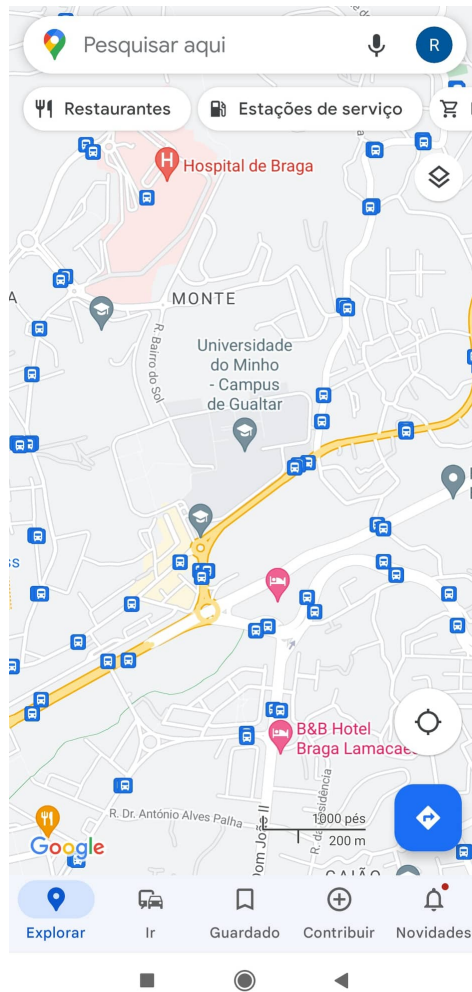 Pesquisar aqui
R
Restaurantes
Estações de serviço
H
Hospital de Braga
A
MONTE
R. Bairro do Sol
Universidade
do Minho
- Campus
de Gualtar
ss
B&B Hotel
Braga Lamaçães
R. Dr. António Alves Palha
Dom João II
1000 pés
200 m
Google
Explorar
Ir
Guardado
Contribuir
Novidades